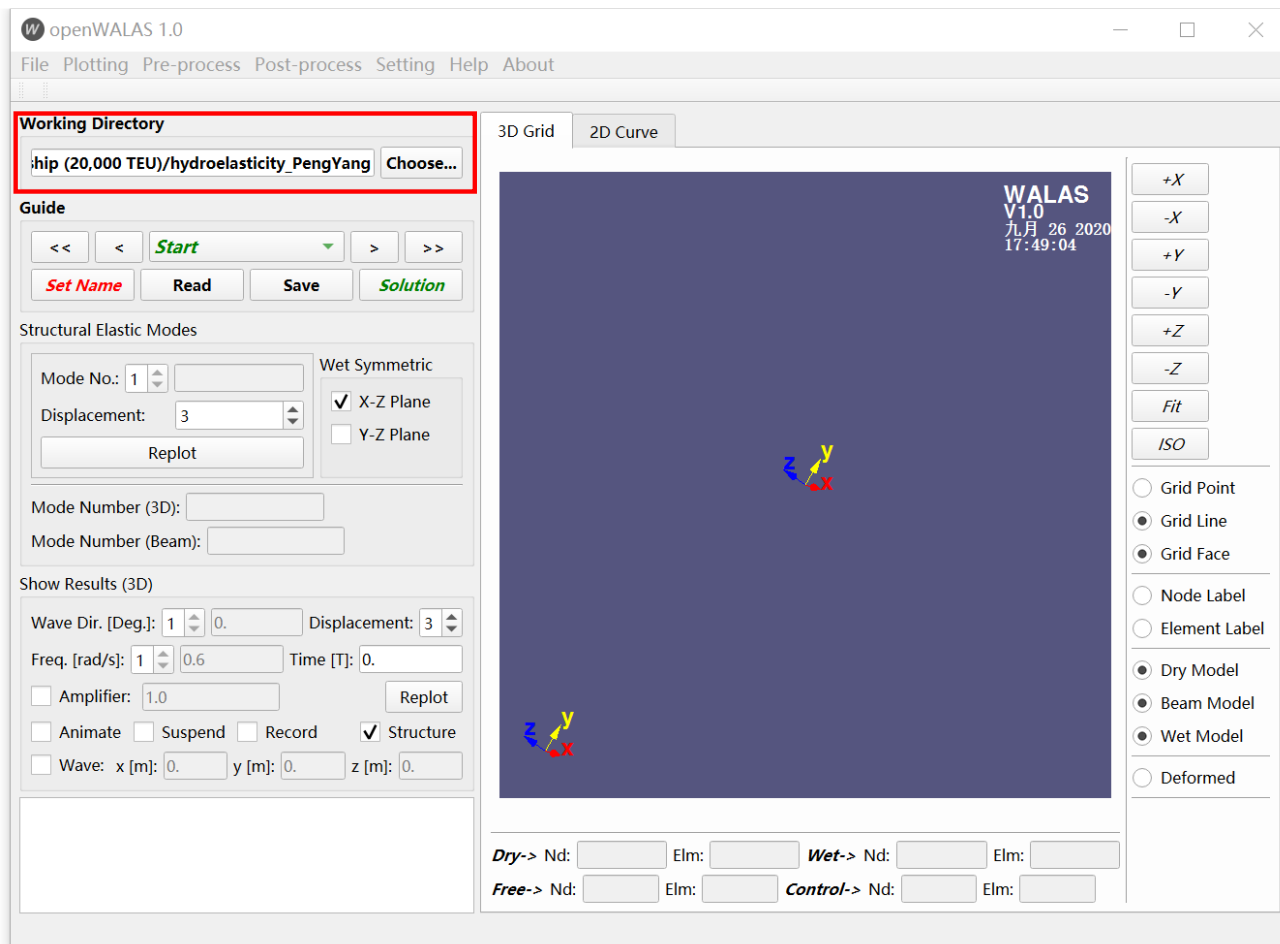 W openWALAS 1.0
File Plotting Pre-process Post-process Setting Help About
Working Directory
ship (20,000 TEU)/hydroelasticity_PengYang Choose...
Guide
<< < Start > >>
Set Name Read Save Solution
Structural Elastic Modes
Mode No.: 1
Displacement: 3
Replot
Wet Symmetric
X-Z Plane
Y-Z Plane
Mode Number (3D):
Mode Number (Beam):
Show Results (3D)
Wave Dir. [Deg.]: 1 0. Displacement: 3
Freq. [rad/s]: 1 0.6 Time [T]: 0.
Amplifier: 1.0 Replot
Animate Suspend Record Structure
Wave: x [m]: 0. y [m]: 0. z [m]: 0.
3D Grid 2D Curve
WALAS
V1.0
九月 26 2020
17:49:04
z y x
z y x
Dry-> Nd: Elm: Wet-> Nd: Elm:
Free-> Nd: Elm: Control-> Nd: Elm:
+X
-X
+Y
-Y
+Z
-Z
Fit
ISO
Grid Point
Grid Line
Grid Face
Node Label
Element Label
Dry Model
Beam Model
Wet Model
Deformed